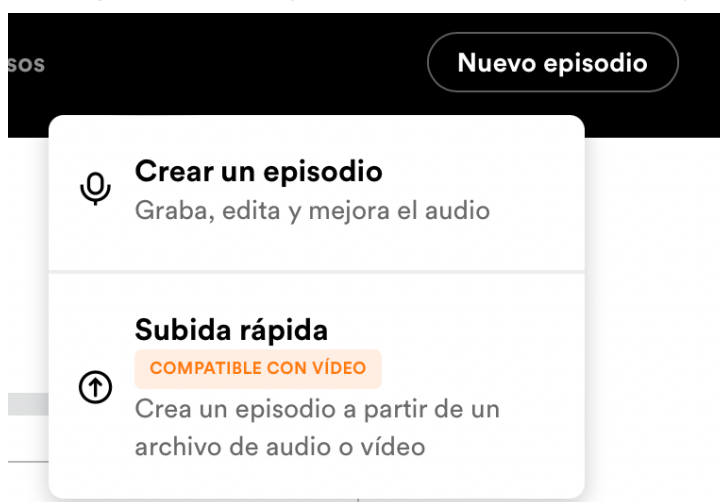 sos
Nuevo episodio
Crear un episodio
Graba, edita y mejora el audio
Subida rápida
COMPATIBLE CON VÍDEO
Crea un episodio a partir de un
archivo de audio o vídeo